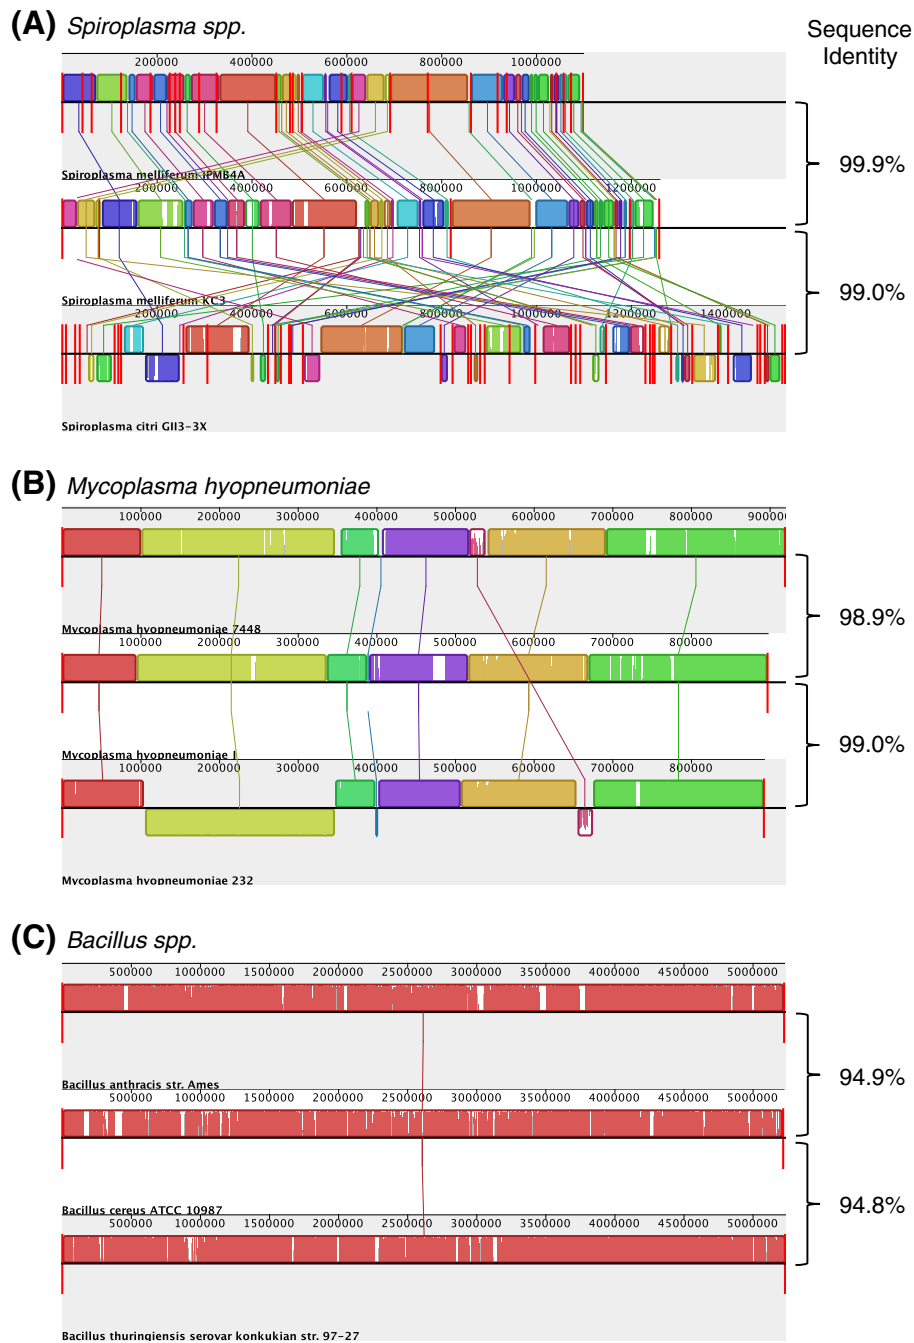 (A) Spiroplasma spp.
Sequence
Identity
200000 400000 600000 800000 1000000
Spiroplasma melliferum IPMB4A
99.9%
200000 400000 600000 800000 1000000 1200000
Spiroplasma melliferum KC3
99.0%
200000 400000 600000 800000 1000000 1200000 1400000
Spiroplasma citri GII3-3X
(B) Mycoplasma hyopneumoniae
100000 200000 300000 400000 500000 600000 700000 800000 900000
Mycoplasma hyopneumoniae 7448
98.9%
100000 200000 300000 400000 500000 600000 700000 800000
Mycoplasma hyopneumoniae J
99.0%
100000 200000 300000 400000 500000 600000 700000 800000
Mycoplasma hyopneumoniae 232
(C) Bacillus spp.
500000 1000000 1500000 2000000 2500000 3000000 3500000 4000000 4500000 5000000
Bacillus anthracis str. Ames
94.9%
500000 1000000 1500000 2000000 2500000 3000000 3500000 4000000 4500000 5000000
Bacillus cereus ATCC 10987
94.8%
500000 1000000 1500000 2000000 2500000 3000000 3500000 4000000 4500000 5000000
Bacillus thuringiensis serovar konkukian str. 97-27